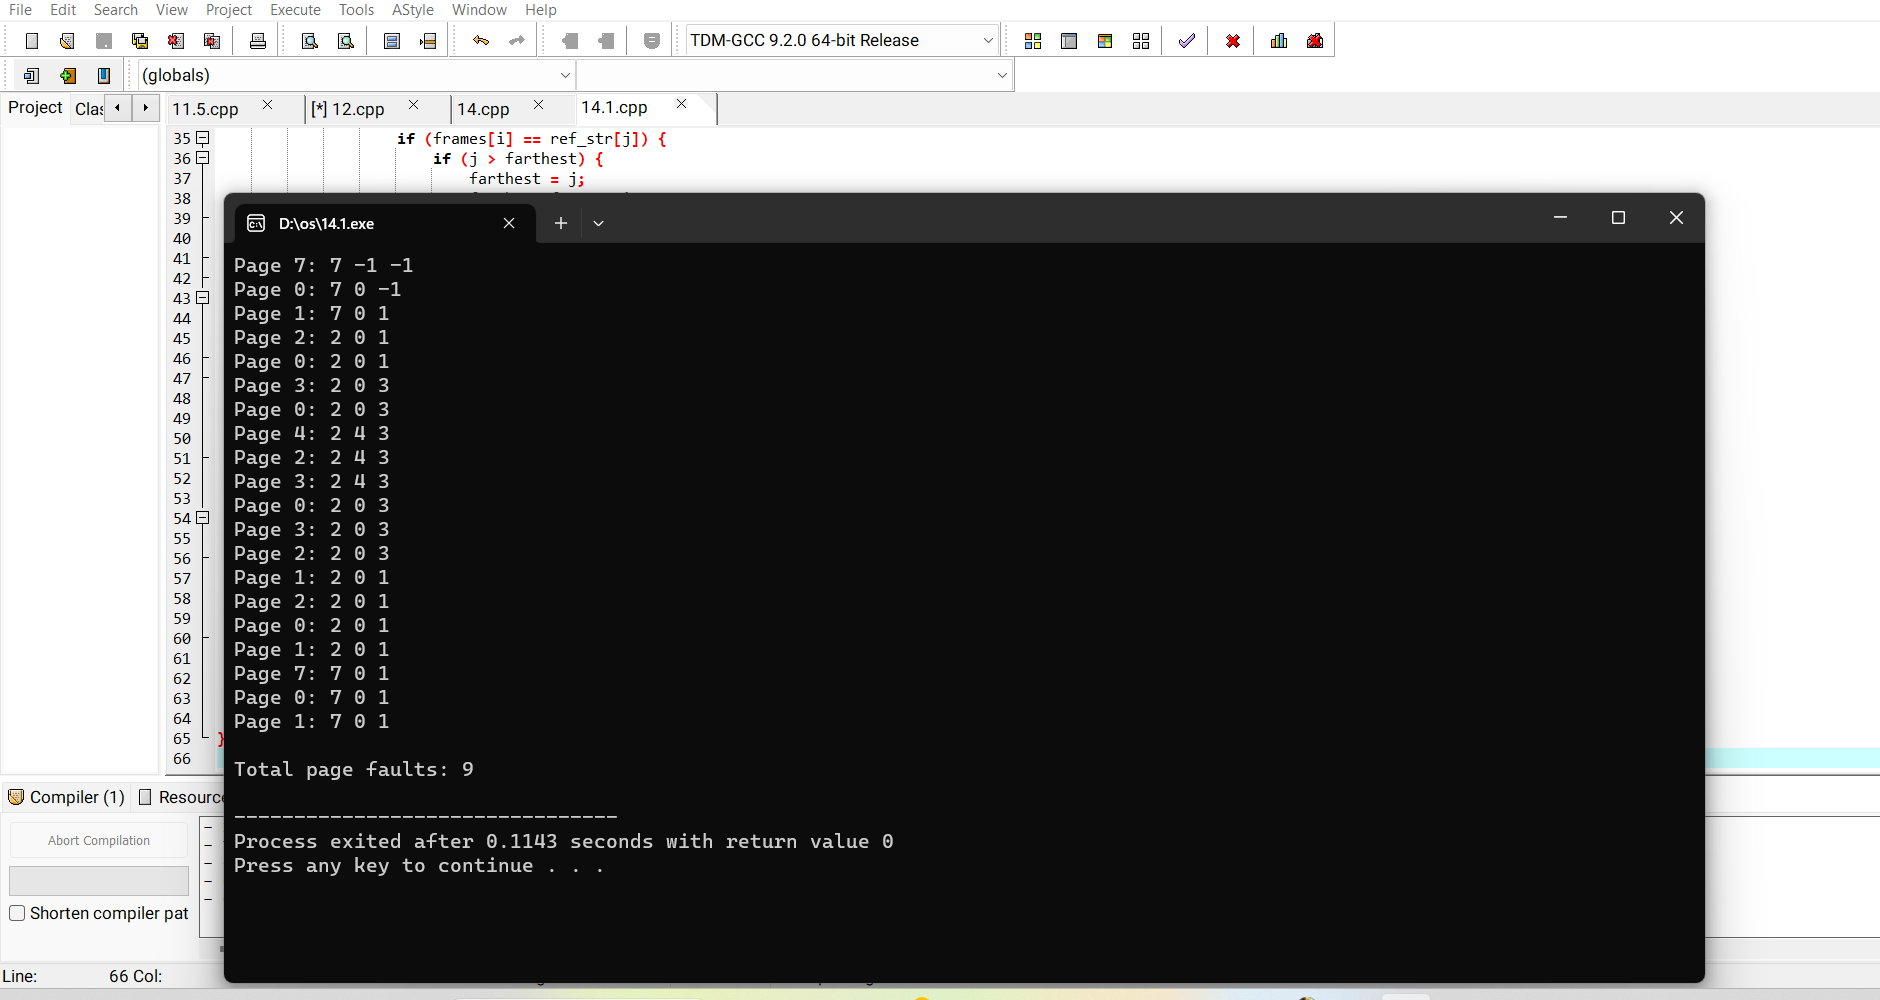 File Edit Search View Project Execute Tools AStyle Window Help
TDM-GCC 9.2.0 64-bit Release
(globals)
Project Clas 11.5.cpp [*] 12.cpp 14.cpp 14.1.cpp
35 if (frames[i] == ref_str[j]) {
36 if (j > farthest) {
37 farthest = j;
38
39
40
41
42
43
44
45
46
47
48
49
50
51
52
53
54
55
56
57
58
59
60
61
62
63
64
65 }
66
D:\os\14.1.exe
Page 7: 7 -1 -1
Page 0: 7 0 -1
Page 1: 7 0 1
Page 2: 2 0 1
Page 0: 2 0 1
Page 3: 2 0 3
Page 0: 2 0 3
Page 4: 2 4 3
Page 2: 2 4 3
Page 3: 2 4 3
Page 0: 2 0 3
Page 3: 2 0 3
Page 2: 2 0 3
Page 1: 2 0 1
Page 2: 2 0 1
Page 0: 2 0 1
Page 1: 2 0 1
Page 7: 7 0 1
Page 0: 7 0 1
Page 1: 7 0 1
Total page faults: 9
--------------------------------
Process exited after 0.1143 seconds with return value 0
Press any key to continue . . .
Compiler (1) Resourc
Abort Compilation
Shorten compiler pat
-
-
-
-
-
Line: 66 Col: